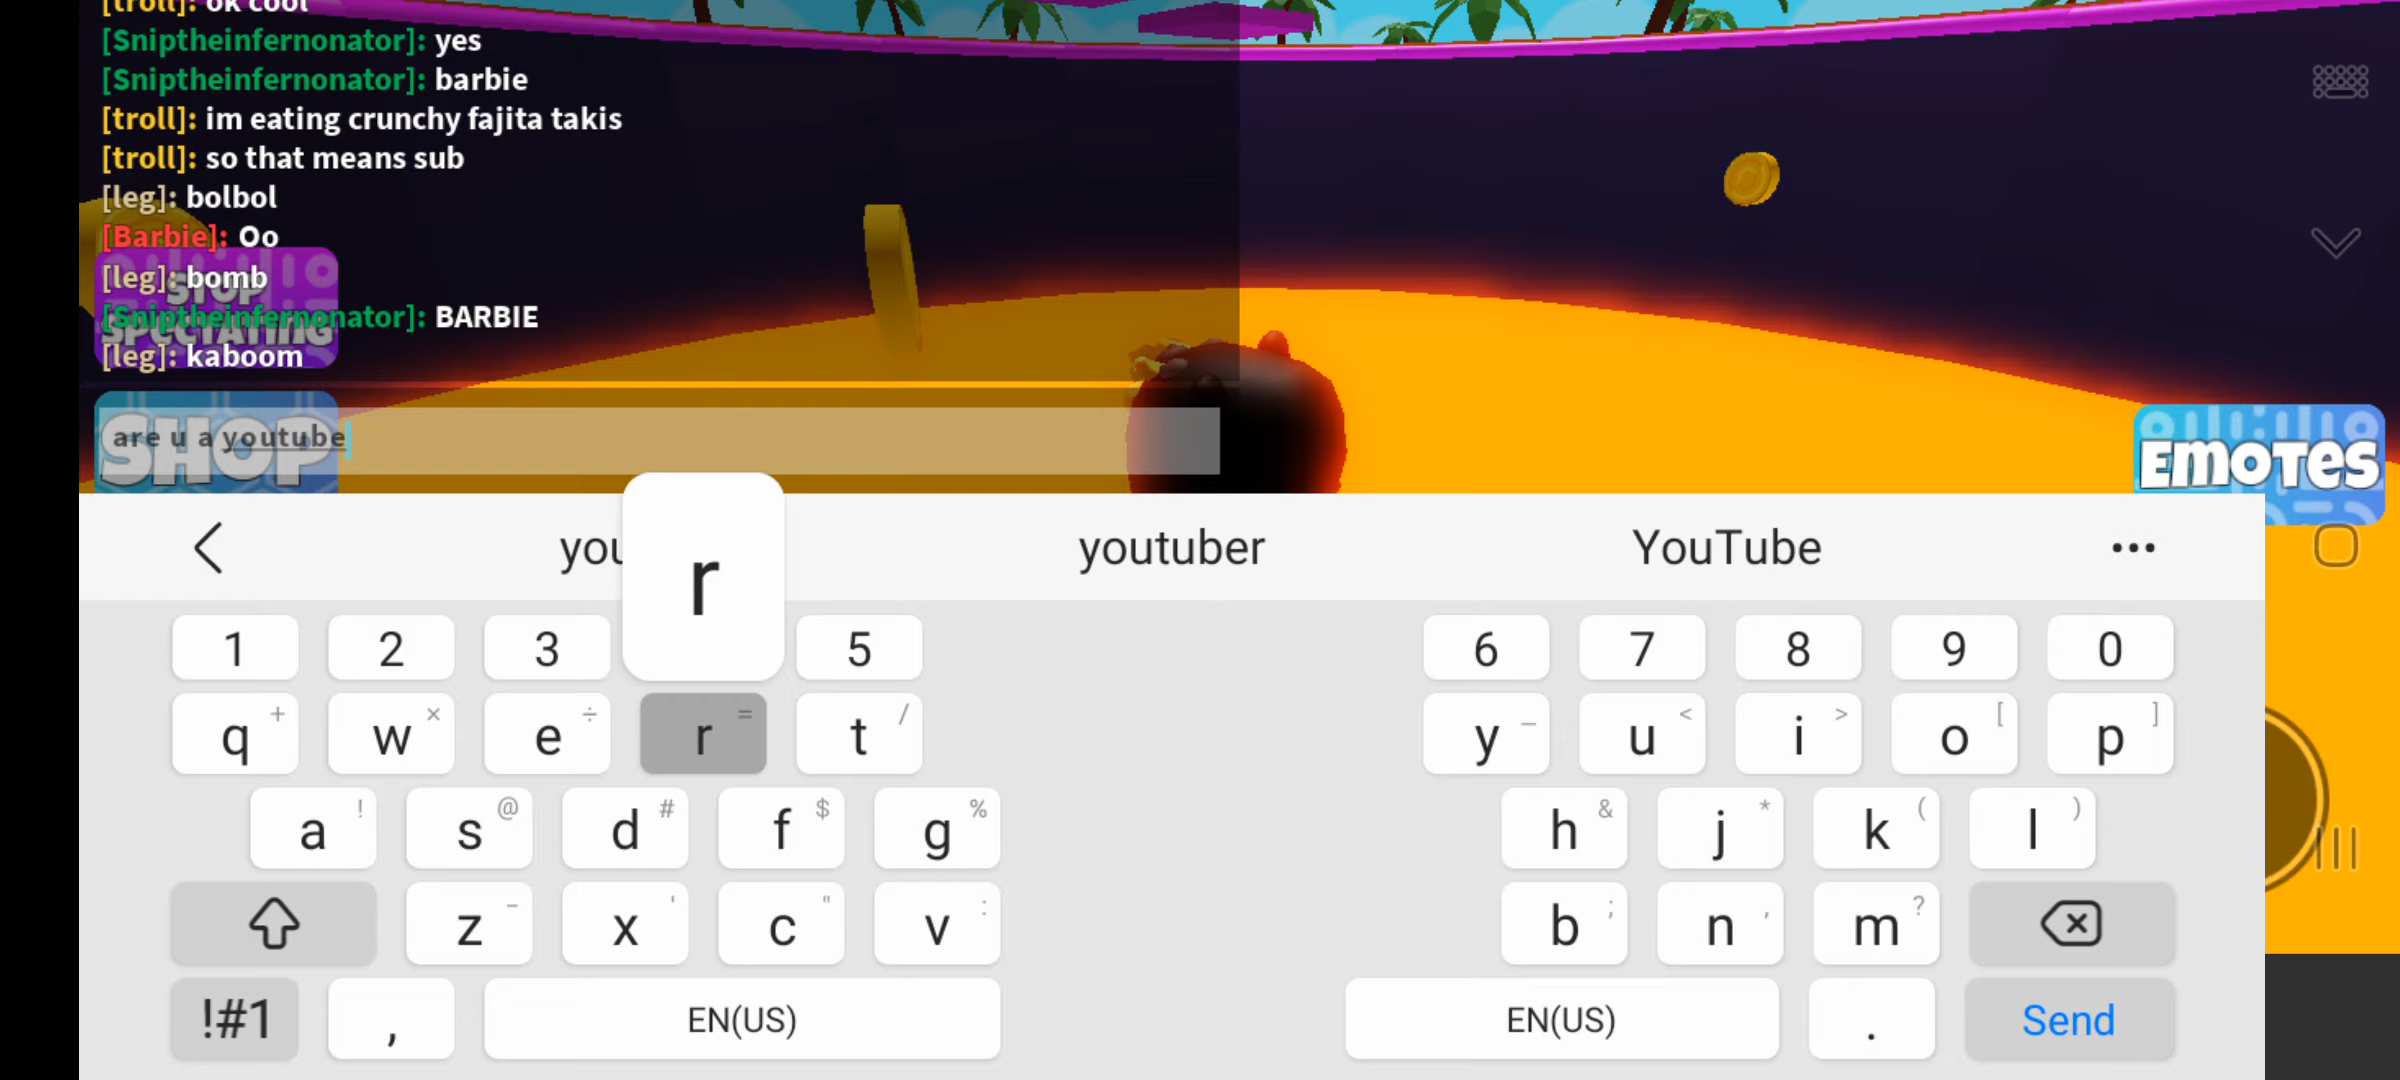 [troll]: ok cool
[Sniptheinfernonator]: yes
[Sniptheinfernonator]: barbie
[troll]: im eating crunchy fajita takis
[troll]: so that means sub
[leg]: bolbol
[Barbie]: Oo
[leg]: bomb
STOP
[Sniptheinfernonator]: BARBIE
SPECTATING
[leg]: kaboom
are u a youtube
SHOP
EMOTES
r
youtuber
YouTube
1 2 3 5 6 7 8 9 0
q + w × e ÷ r = t / y _ u < i > o [ p ]
a ! s @ d # f $ g % h & j * k ( l )
z - x ' c " v : b ; n , m ?
!#1 , EN(US) EN(US) . Send